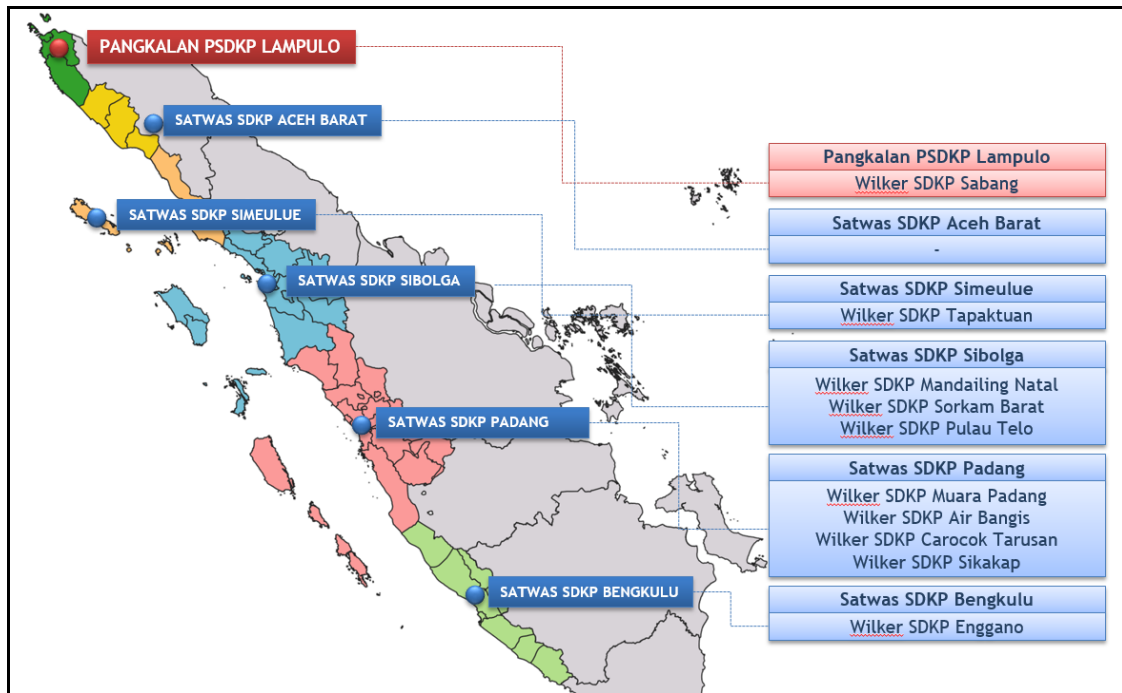 PANGKALAN PSDKP LAMPULO
SATWAS SDKP ACEH BARAT
SATWAS SDKP SIMEULUE
SATWAS SDKP SIBOLGA
SATWAS SDKP PADANG
SATWAS SDKP BENGKULU
Pangkalan PSDKP Lampulo
Wilker SDKP Sabang
Satwas SDKP Aceh Barat
-
Satwas SDKP Simeulue
Wilker SDKP Tapaktuan
Satwas SDKP Sibolga
Wilker SDKP Mandailing Natal
Wilker SDKP Sorkam Barat
Wilker SDKP Pulau Telo
Satwas SDKP Padang
Wilker SDKP Muara Padang
Wilker SDKP Air Bangis
Wilker SDKP Carocok Tarusan
Wilker SDKP Sikakap
Satwas SDKP Bengkulu
Wilker SDKP Enggano